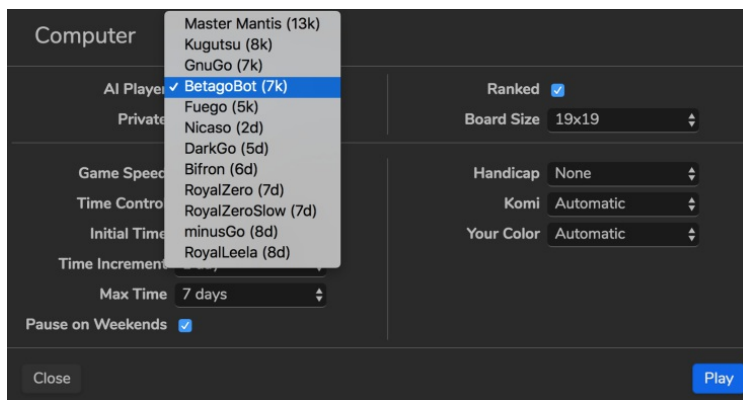 Computer
Master Mantis (13k)
Kugutsu (8k)
GnuGo (7k)
✓ BetagoBot (7k)
Fuego (5k)
Nicaso (2d)
DarkGo (5d)
Bifron (6d)
RoyalZero (7d)
RoyalZeroSlow (7d)
minusGo (8d)
RoyalLeela (8d)
AI Player
Private
Game Speed
Time Control
Initial Time
Time Increment
Max Time 7 days
Pause on Weekends
Ranked
Board Size 19x19
Handicap None
Komi Automatic
Your Color Automatic
Close
Play